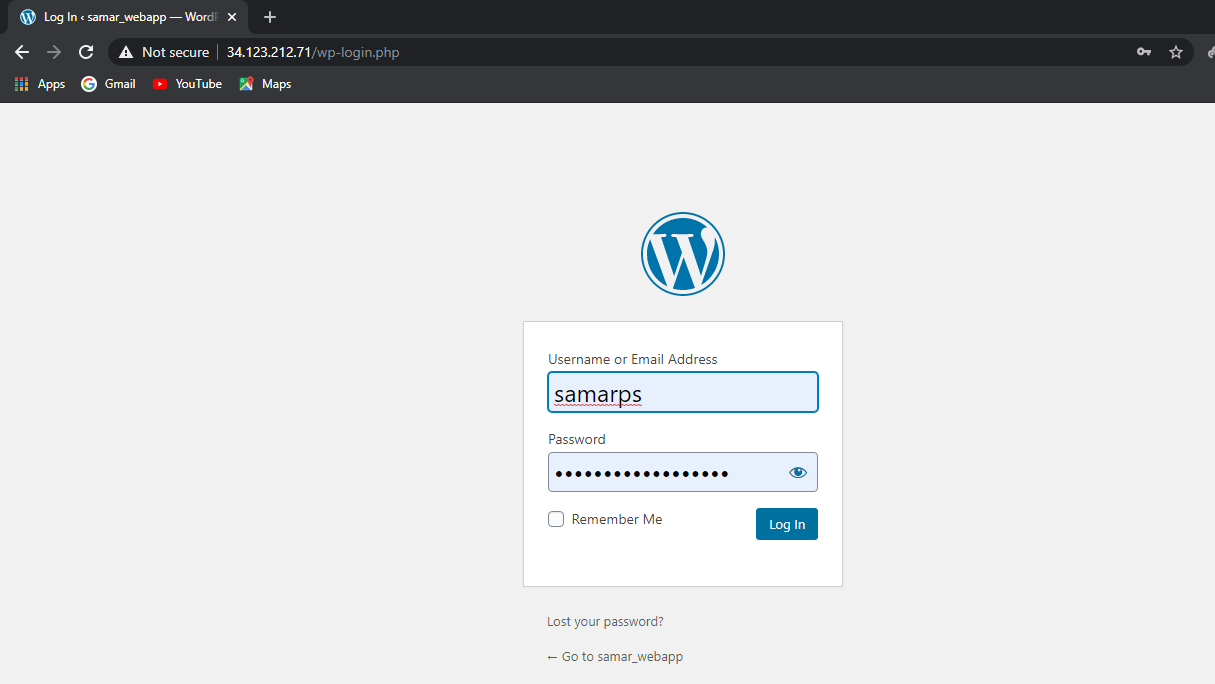 Log In ‹ samar_webapp — WordP
Not secure 34.123.212.71/wp-login.php
Apps Gmail YouTube Maps
Username or Email Address
samarps
Password
••••••••••••••••••
Remember Me Log In
Lost your password?
← Go to samar_webapp